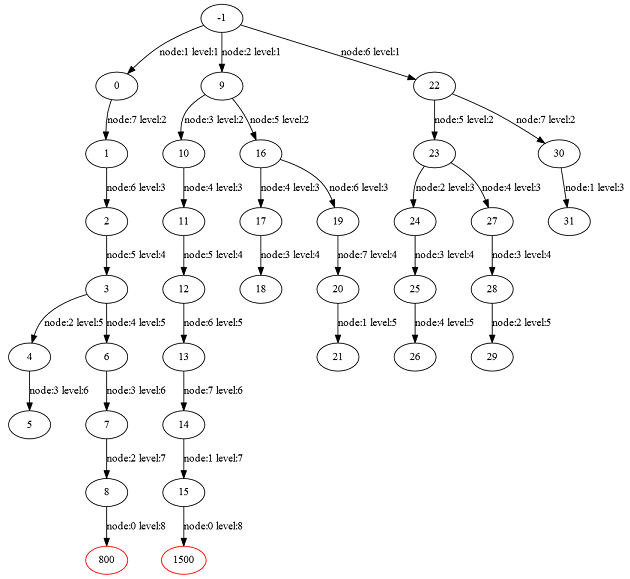 -1
node:1 level:1 node:2 level:1 node:6 level:1
0 9 22
node:7 level:2 node:3 level:2 node:5 level:2 node:5 level:2 node:7 level:2
1 10 16 23 30
node:6 level:3 node:4 level:3 node:4 level:3 node:6 level:3 node:2 level:3 node:4 level:3 node:1 level:3
2 11 17 19 24 27 31
node:5 level:4 node:5 level:4 node:3 level:4 node:7 level:4 node:3 level:4 node:3 level:4
3 12 18 20 25 28
node:2 level:5 node:4 level:5 node:6 level:5 node:1 level:5 node:4 level:5 node:2 level:5
4 6 13 21 26 29
node:3 level:6 node:3 level:6 node:7 level:6
5 7 14
node:2 level:7 node:1 level:7
8 15
node:0 level:8 node:0 level:8
800 1500